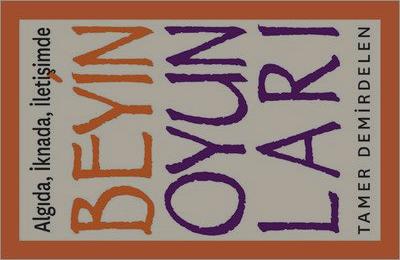 Algıda, İknada, İletişimde
BEYİN
OYUN
LARI
TAMER DEMİRDELEN